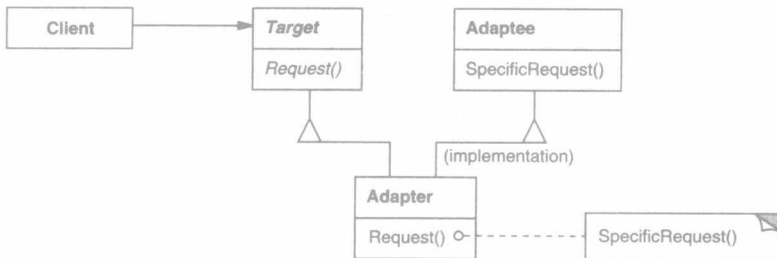 Client
Target
Request()
Adaptee
SpecificRequest()
(implementation)
Adapter
Request()
SpecificRequest()